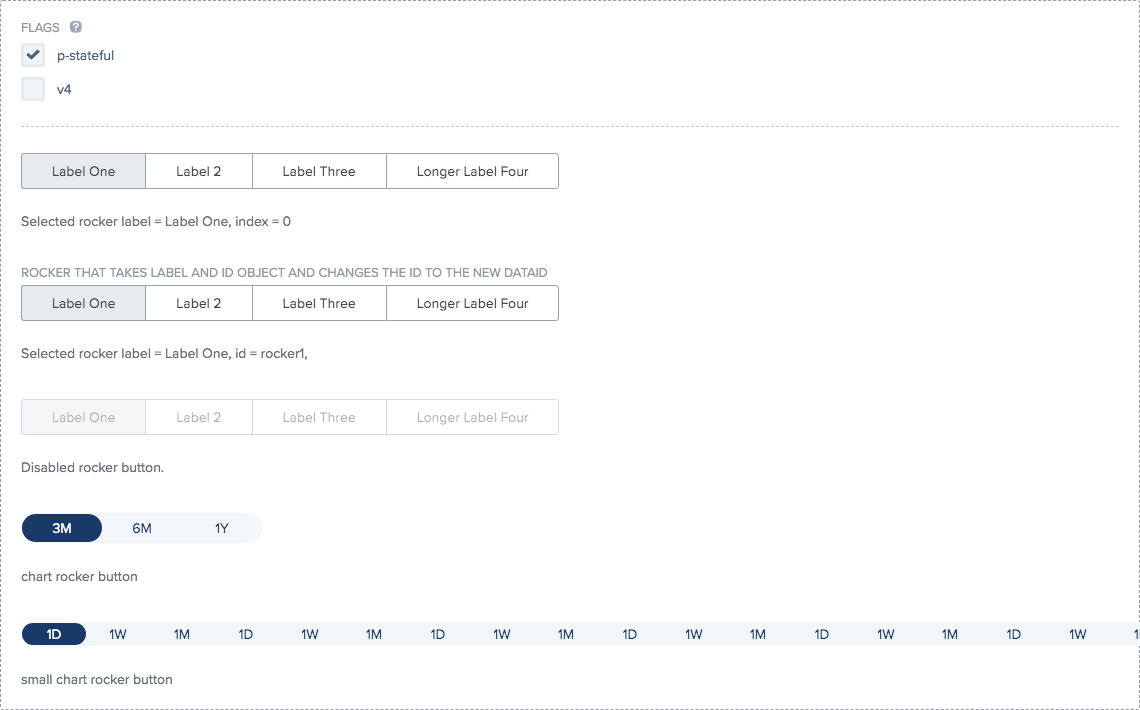 FLAGS ?
p-stateful
v4
Label One Label 2 Label Three Longer Label Four
Selected rocker label = Label One, index = 0
ROCKER THAT TAKES LABEL AND ID OBJECT AND CHANGES THE ID TO THE NEW DATAID
Label One Label 2 Label Three Longer Label Four
Selected rocker label = Label One, id = rocker1,
Label One Label 2 Label Three Longer Label Four
Disabled rocker button.
3M 6M 1Y
chart rocker button
1D 1W 1M 1D 1W 1M 1D 1W 1M 1D 1W 1M 1D 1W 1M 1D 1W
small chart rocker button